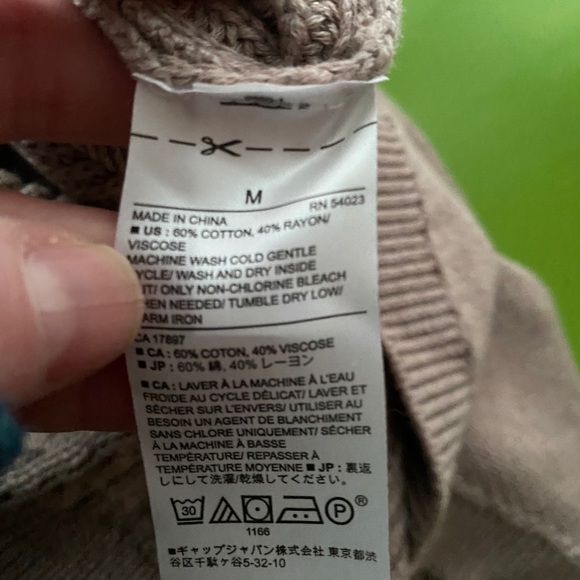 M
RN 54023
MADE IN CHINA
■ US : 60% COTTON, 40% RAYON/
VISCOSE
MACHINE WASH COLD GENTLE
CYCLE/ WASH AND DRY INSIDE
OUT/ ONLY NON-CHLORINE BLEACH
WHEN NEEDED/ TUMBLE DRY LOW/
WARM IRON
CA 17897
■ CA : 60% COTTON, 40% VISCOSE
■ JP : 60% 綿, 40% レーヨン
■ CA : LAVER À LA MACHINE À L'EAU
FROIDE AU CYCLE DÉLICAT/ LAVER ET
SÉCHER SUR L'ENVERS/ UTILISER AU
BESOIN UN AGENT DE BLANCHIMENT
SANS CHLORE UNIQUEMENT/ SÉCHER
À LA MACHINE À BASSE
TEMPÉRATURE/ REPASSER À
TEMPÉRATURE MOYENNE ■ JP : 裏返
しにして洗濯/乾燥してください。
30 P ®
1166
■ギャップジャパン株式会社 東京都渋
谷区千駄ヶ谷5-32-10